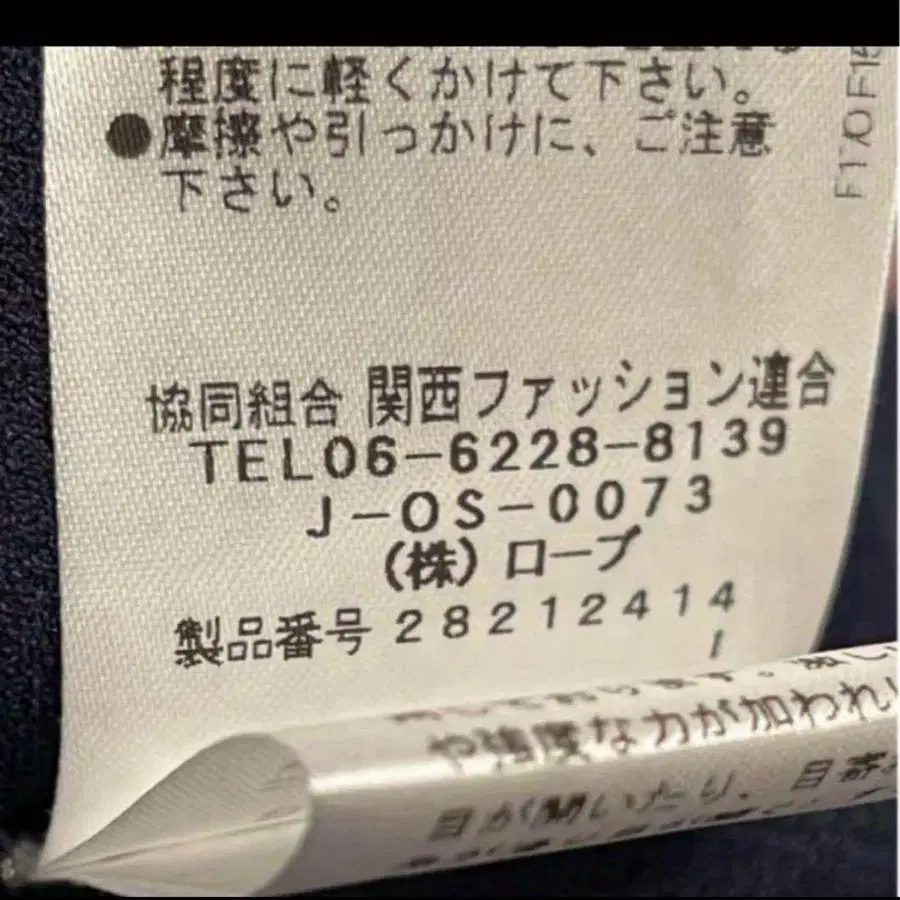 程度に軽くかけて下さい。
●摩擦や引っかけに、ご注意
下さい。
協同組合 関西ファッション連合
TEL06-6228-8139
J-OS-0073
(株)ロープ
製品番号 28212414
や強度な力が加われ
目が開いたり、目寄